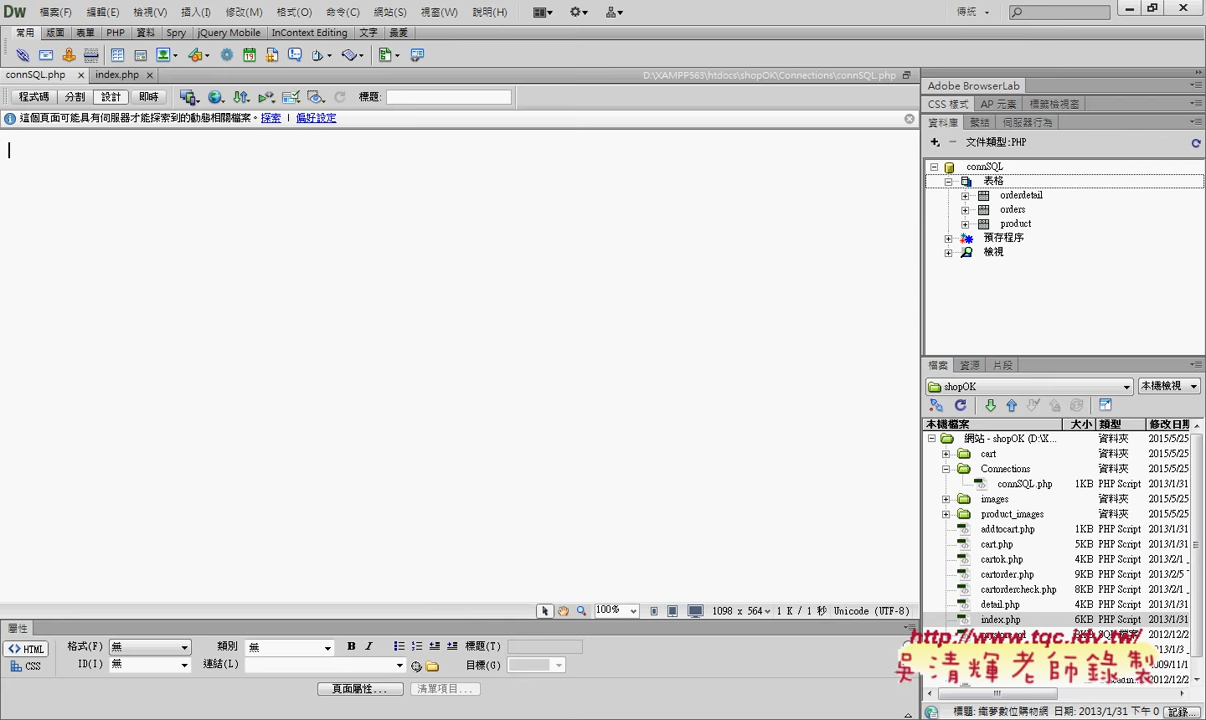 Dw 檔案(F) 編輯(E) 檢視(V) 插入(I) 修改(M) 格式(O) 命令(C) 網站(S) 視窗(W) 說明(H) 傳統
常用 版面 表單 PHP 資料 Spry jQuery Mobile InContext Editing 文字 我的最愛
connSQL.php index.php D:\XAMPP563\htdocs\shopOK\Connections\connSQL.php
程式碼 分割 設計 即時 標題:
這個頁面可能具有伺服器才能探索到的動態相關檔案。探索 | 偏好設定
Adobe BrowserLab
CSS 樣式 AP 元素 標籤檢視窗
資料庫 繫結 伺服器行為
文件類型:PHP
connSQL
表格
orderdetail
orders
product
預存程序
檢視
檔案 資源 片段
shopOK 本機檢視
本機檔案 大小 類型 修改日期
網站 - shopOK (D:\X... 資料夾 2015/5/25
cart 資料夾 2015/5/25
Connections 資料夾 2015/5/25
connSQL.php 1KB PHP Script 2013/1/31
images 資料夾 2015/5/25
product_images 資料夾 2015/5/25
addtocart.php 1KB PHP Script 2013/1/31
cart.php 5KB PHP Script 2013/1/31
cartok.php 4KB PHP Script 2013/2/1
cartorder.php 9KB PHP Script 2013/2/5
cartordercheck.php 8KB PHP Script 2013/2/1
detail.php 4KB PHP Script 2013/1/31
index.php 6KB PHP Script 2013/1/31
http://www.tqc.idv.tw/
吳清輝老師錄製
100% 1098 x 564 1 K / 1 秒 Unicode (UTF-8)
屬性
HTML 格式(F) 無 類別 無 B I 標題(T)
CSS ID(I) 無 連結(L) 目標(G)
頁面屬性... 清單項目...
標題: 織夢數位購物網 日期: 2013/1/31 下午 0 記錄...